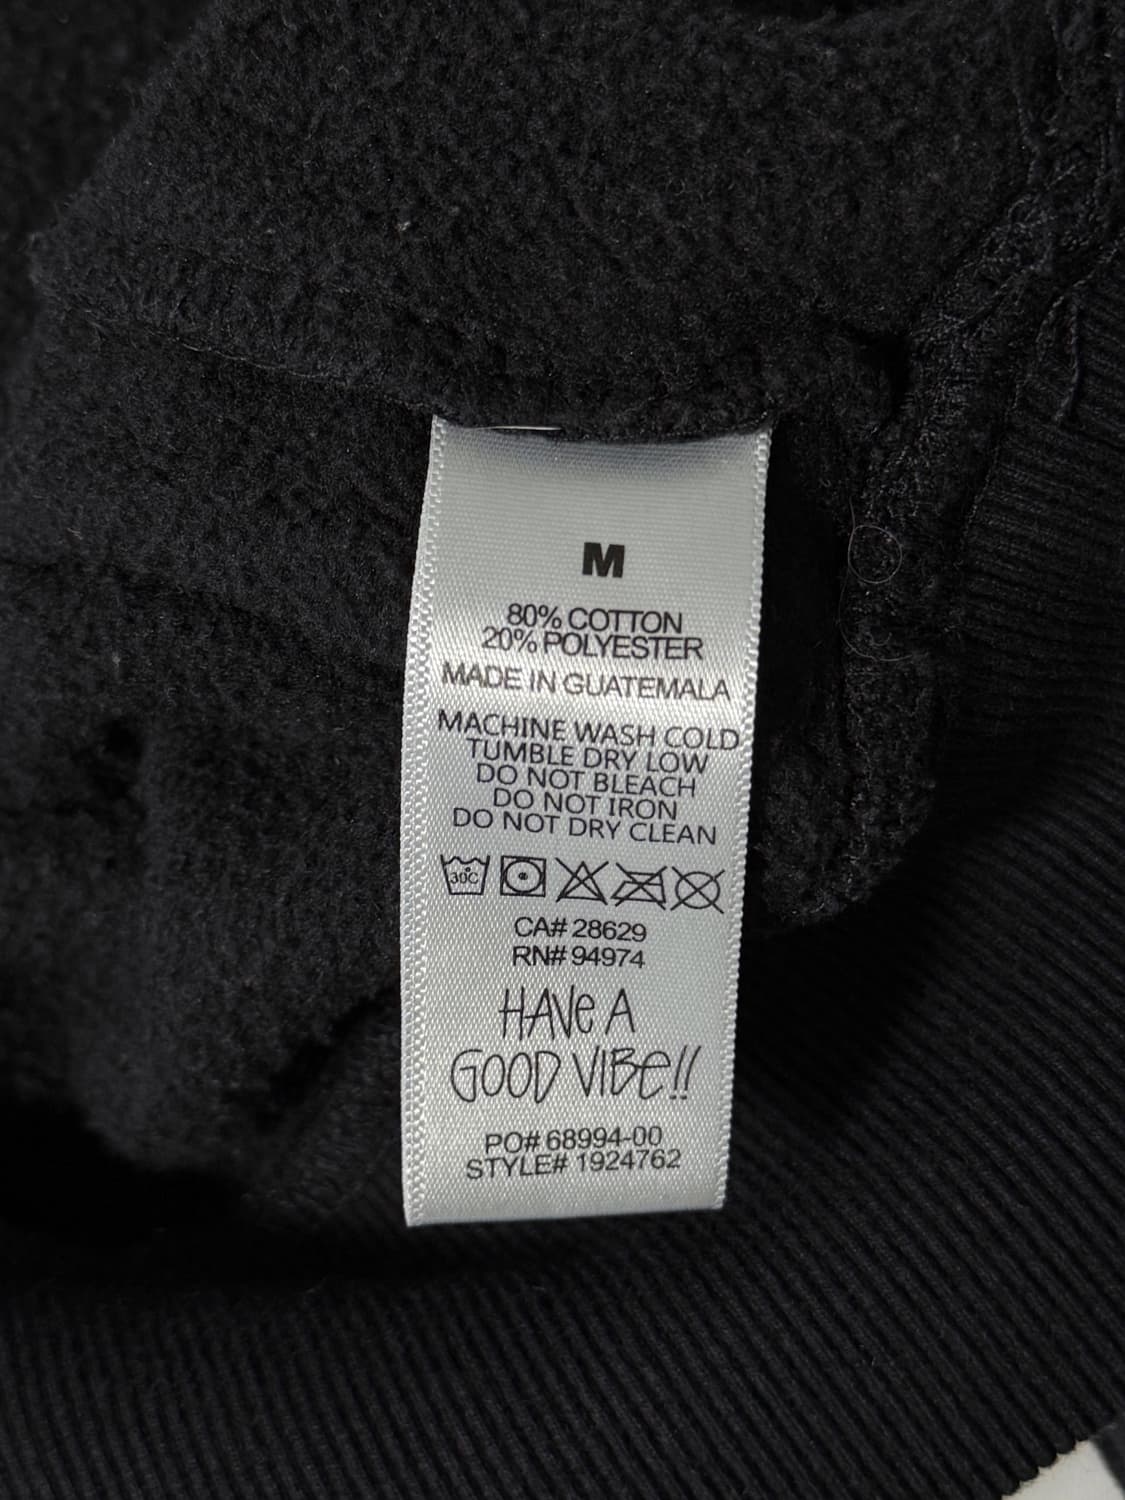 M
80% COTTON
20% POLYESTER
MADE IN GUATEMALA
MACHINE WASH COLD
TUMBLE DRY LOW
DO NOT BLEACH
DO NOT IRON
DO NOT DRY CLEAN
30C
CA# 28629
RN# 94974
HAVe A
GOOD VIBe!!
PO# 68994-00
STYLE# 1924762